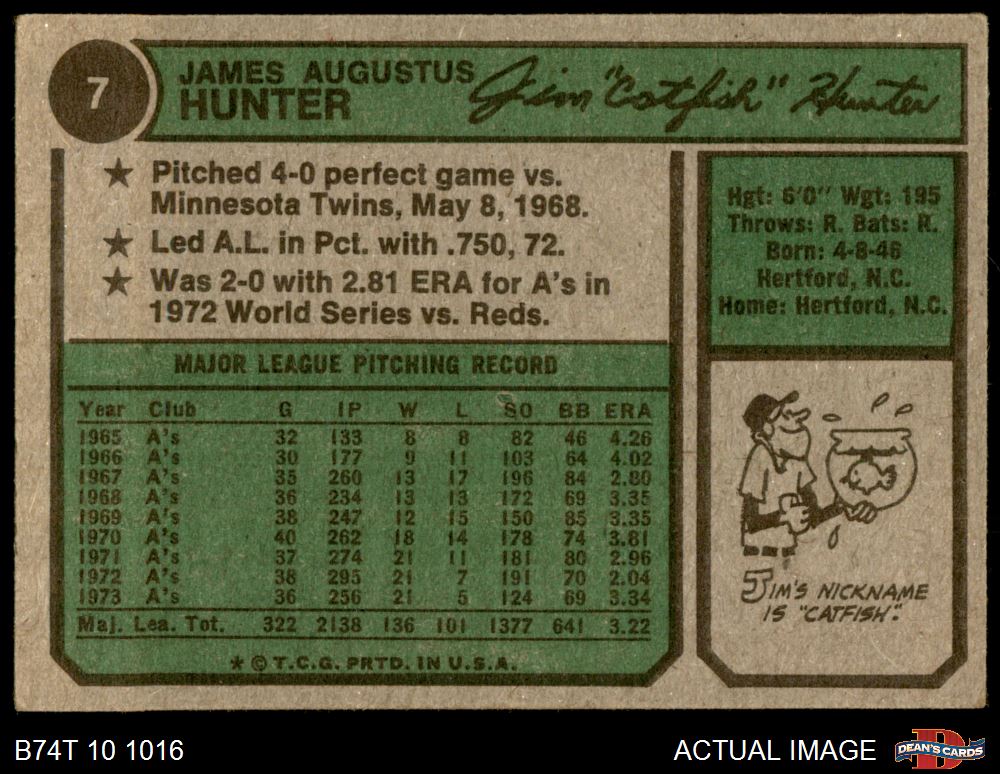 7
JAMES AUGUSTUS
HUNTER
Jim "Catfish" Hunter
★ Pitched 4-0 perfect game vs.
Minnesota Twins, May 8, 1968.
★ Led A.L. in Pct. with .750, 72.
★ Was 2-0 with 2.81 ERA for A's in
1972 World Series vs. Reds.
Hgt: 6'0" Wgt: 195
Throws: R. Bats: R.
Born: 4-8-46
Hertford, N.C.
Home: Hertford, N.C.
MAJOR LEAGUE PITCHING RECORD
Year Club G IP W L SO BB ERA
1965 A's 32 133 8 8 82 46 4.26
1966 A's 30 177 9 11 103 64 4.02
1967 A's 35 260 13 17 196 84 2.80
1968 A's 36 234 13 13 172 69 3.35
1969 A's 38 247 12 15 150 85 3.35
1970 A's 40 262 18 14 178 74 3.81
1971 A's 37 274 21 11 181 80 2.96
1972 A's 38 295 21 7 191 70 2.04
1973 A's 36 256 21 5 124 69 3.34
Maj. Lea. Tot. 322 2138 136 101 1377 641 3.22
★ © T.C.G. PRTD. IN U.S.A.
JIM'S NICKNAME
IS "CATFISH".
B74T 10 1016
ACTUAL IMAGE
DEAN'S CARDS